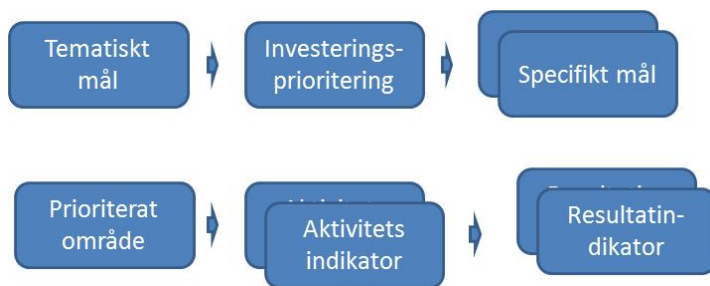 Tematiskt
mål
Investerings-
prioritering
Specifikt mål
Prioriterat
område
Aktivitets
indikator
Resultatin-
dikator